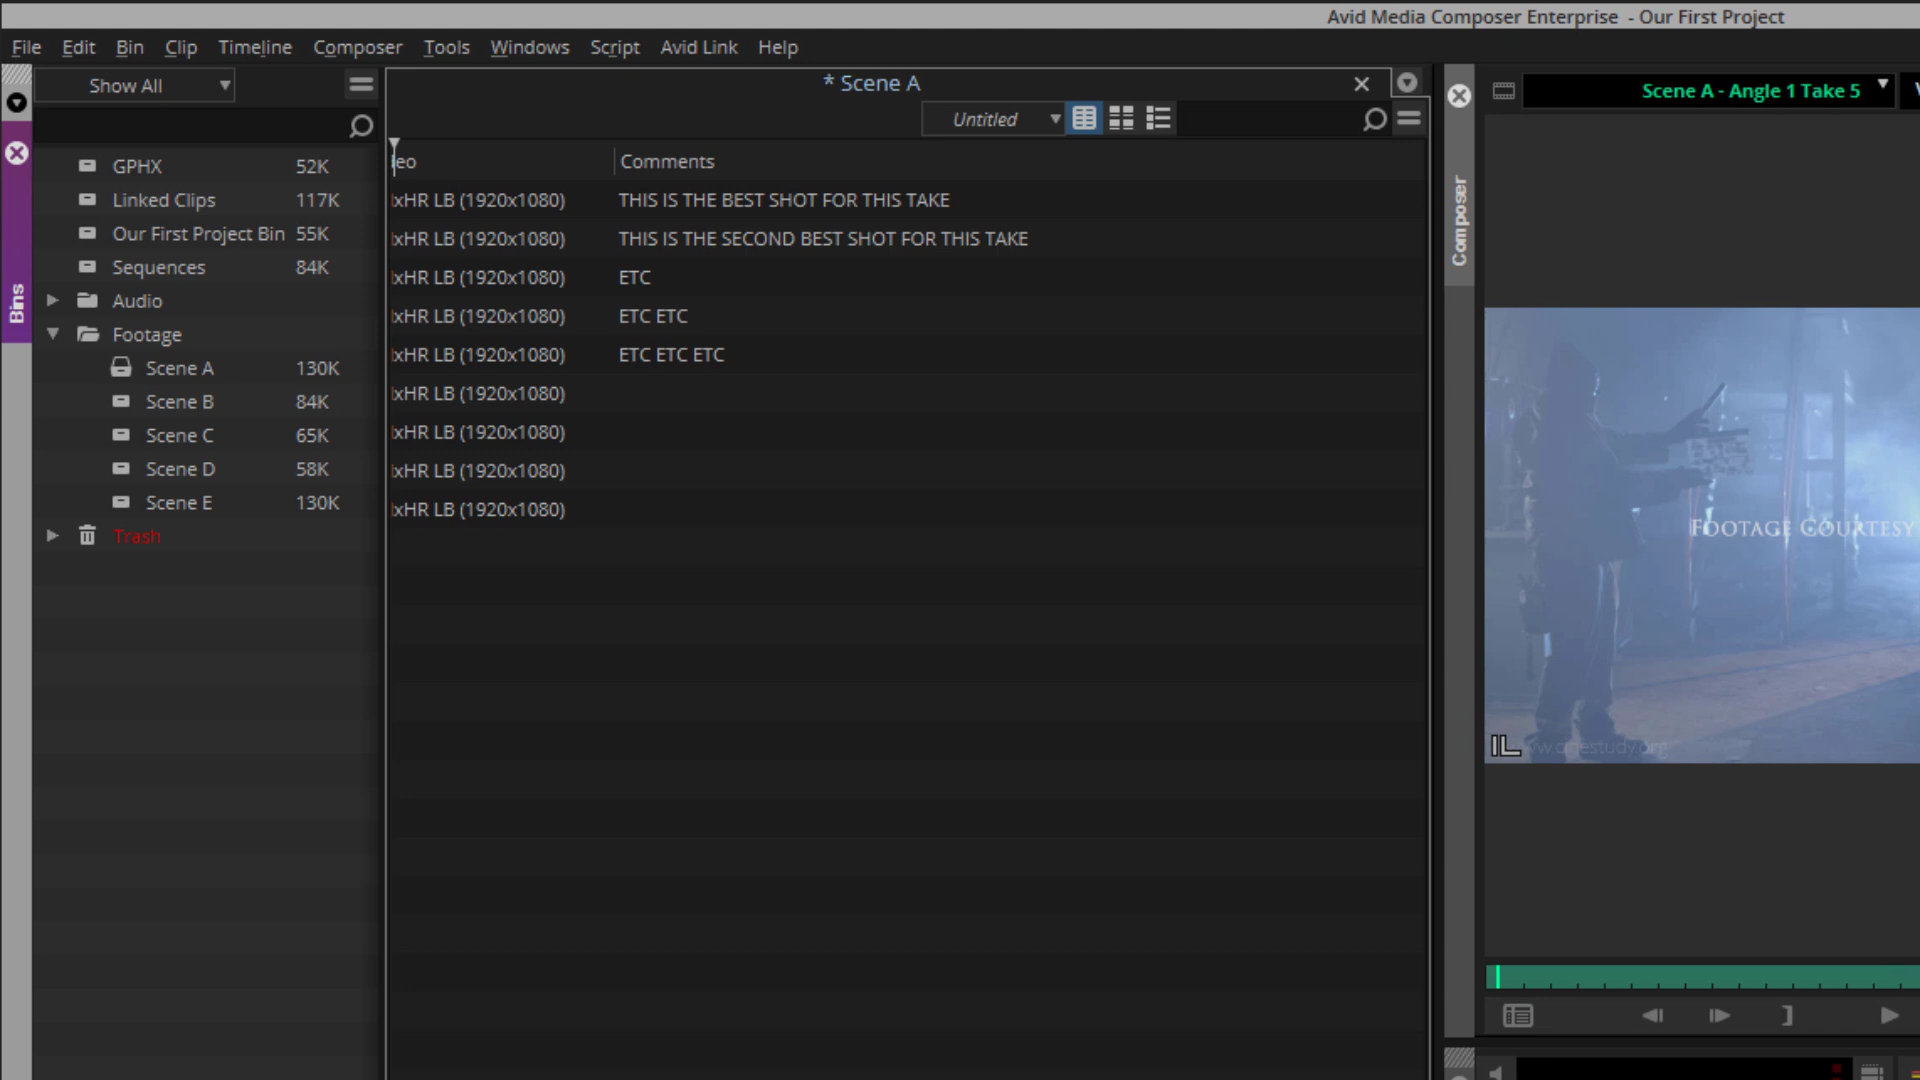 Avid Media Composer Enterprise - Our First Project
File Edit Bin Clip Timeline Composer Tools Windows Script Avid Link Help
Show All
Bins
GPHX 52K
Linked Clips 117K
Our First Project Bin 55K
Sequences 84K
Audio
Footage
Scene A 130K
Scene B 84K
Scene C 65K
Scene D 58K
Scene E 130K
Trash
* Scene A
Untitled
eo Comments
xHR LB (1920x1080) THIS IS THE BEST SHOT FOR THIS TAKE
xHR LB (1920x1080) THIS IS THE SECOND BEST SHOT FOR THIS TAKE
xHR LB (1920x1080) ETC
xHR LB (1920x1080) ETC ETC
xHR LB (1920x1080) ETC ETC ETC
xHR LB (1920x1080)
xHR LB (1920x1080)
xHR LB (1920x1080)
xHR LB (1920x1080)
Composer
Scene A - Angle 1 Take 5
FOOTAGE COURTESY
w.cinestudy.org